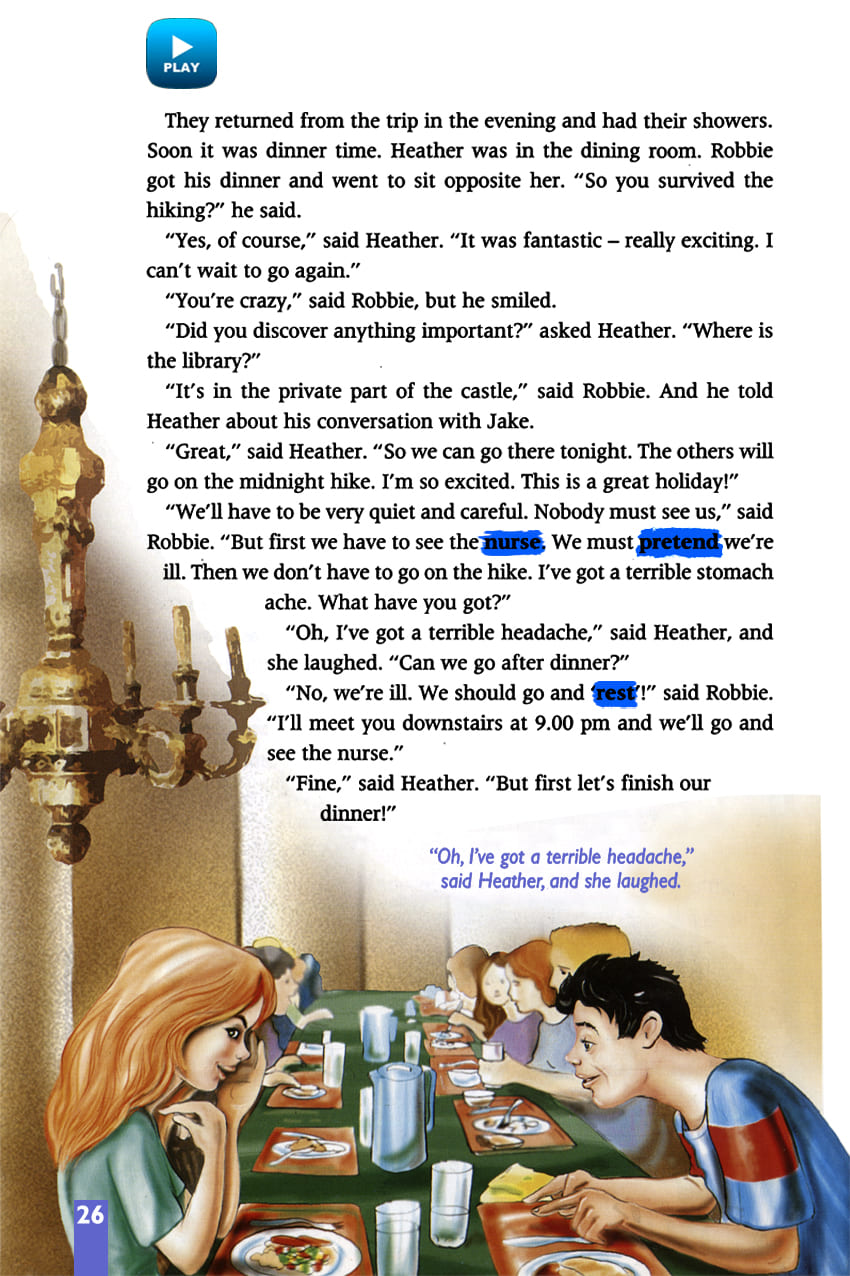 PLAY
They returned from the trip in the evening and had their showers.
Soon it was dinner time. Heather was in the dining room. Robbie
got his dinner and went to sit opposite her. “So you survived the
hiking?” he said.
“Yes, of course,” said Heather. “It was fantastic – really exciting. I
can’t wait to go again.”
“You’re crazy,” said Robbie, but he smiled.
“Did you discover anything important?” asked Heather. “Where is
the library?”
“It’s in the private part of the castle,” said Robbie. And he told
Heather about his conversation with Jake.
“Great,” said Heather. “So we can go there tonight. The others will
go on the midnight hike. I’m so excited. This is a great holiday!”
“We’ll have to be very quiet and careful. Nobody must see us,” said
Robbie. “But first we have to see the nurse. We must pretend we’re
ill. Then we don’t have to go on the hike. I’ve got a terrible stomach
ache. What have you got?”
“Oh, I’ve got a terrible headache,” said Heather, and
she laughed. “Can we go after dinner?”
“No, we’re ill. We should go and ‘rest’!” said Robbie.
“I’ll meet you downstairs at 9.00 pm and we’ll go and
see the nurse.”
“Fine,” said Heather. “But first let’s finish our
dinner!”
“Oh, I’ve got a terrible headache,”
said Heather, and she laughed.
26